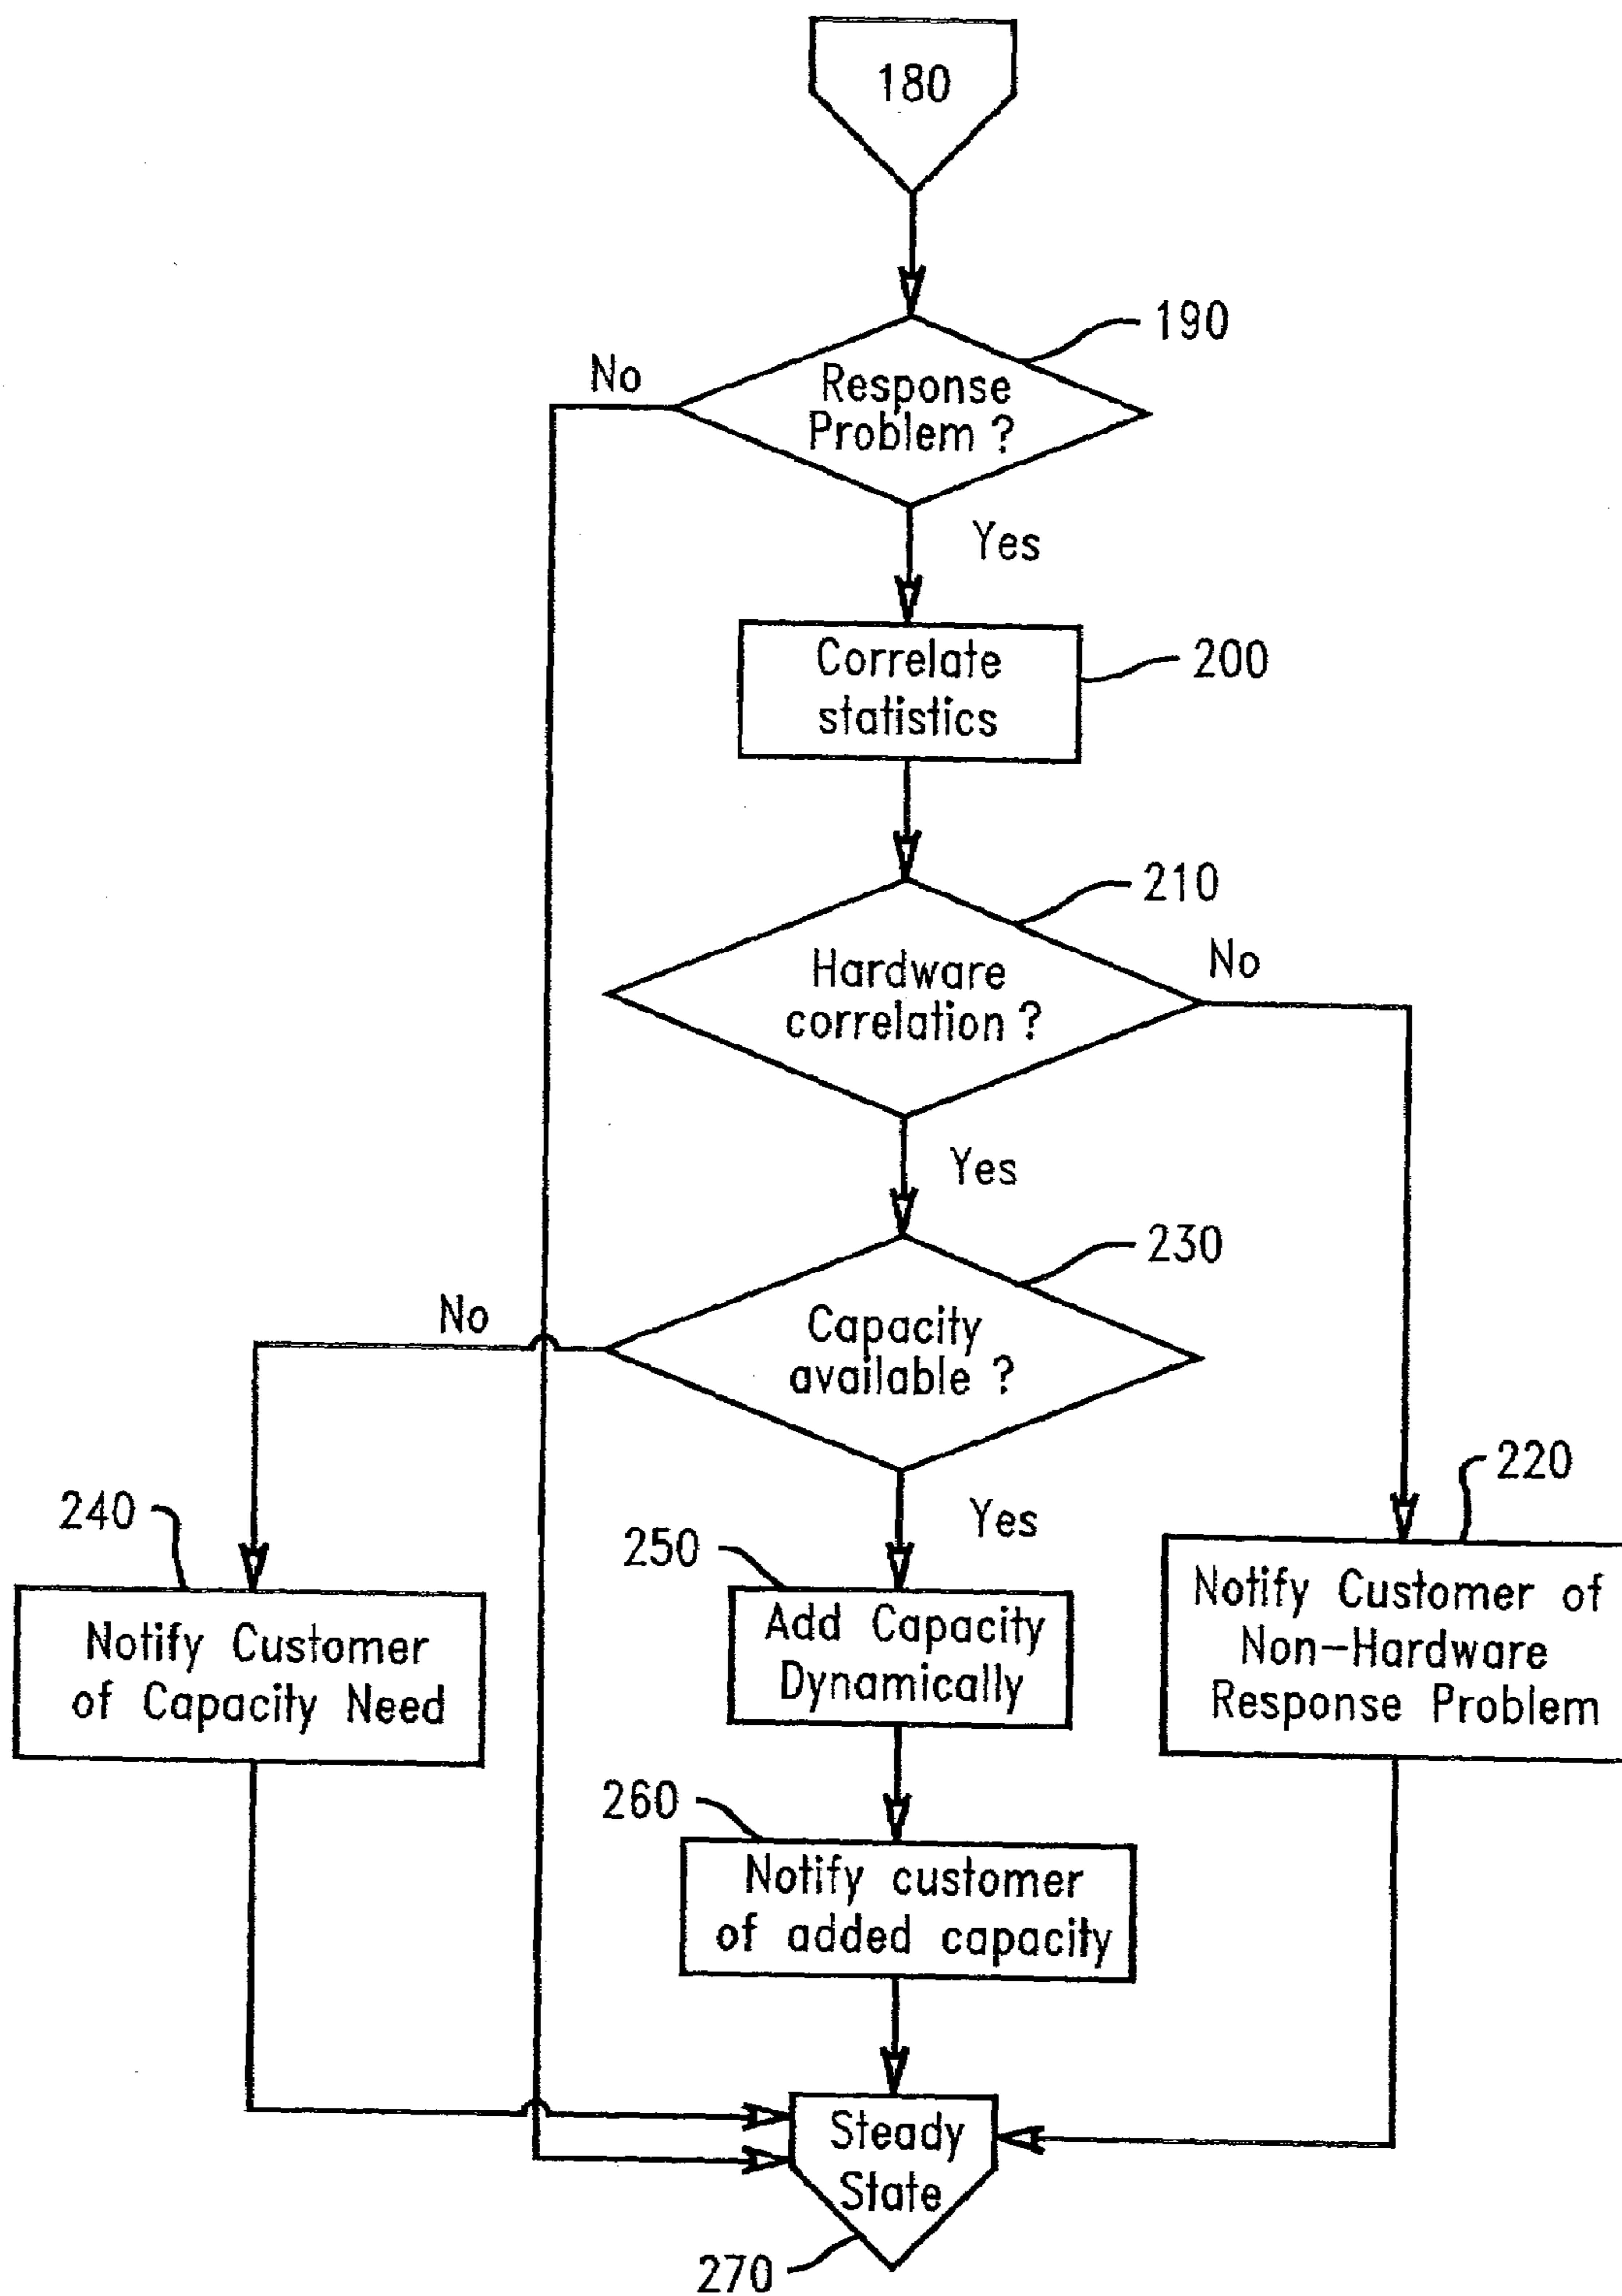 180
190
No
Response
Problem ?
Yes
Correlate
statistics
200
210
No
Hardware
correlation ?
Yes
230
No
Capacity
available ?
220
240
Yes
250
Notify Customer
of Capacity Need
Add Capacity
Dynamically
Notify Customer of
Non-Hardware
Response Problem
260
Notify customer
of added capacity
Steady
State
270